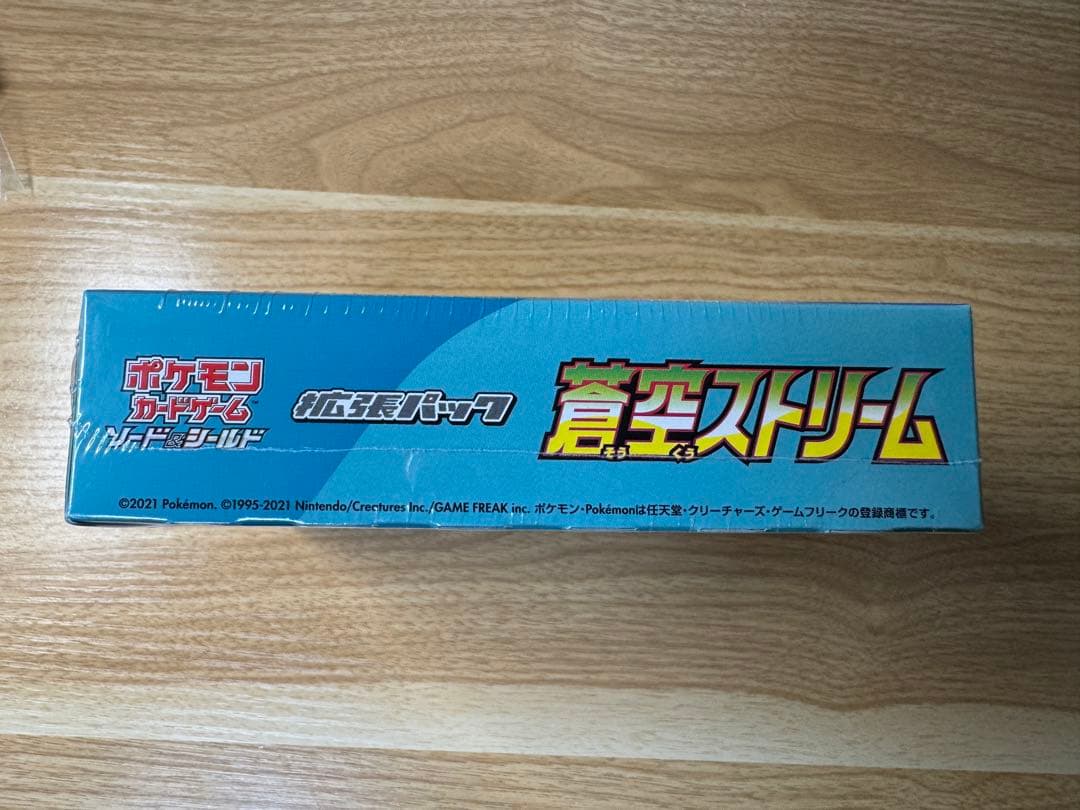 ポケモン
カードゲーム™
ソード&シールド
拡張パック
蒼空ストリーム
そう くう
©2021 Pokémon. ©1995-2021 Nintendo/Creatures Inc./GAME FREAK inc. ポケモン・Pokémonは任天堂・クリーチャーズ・ゲームフリークの登録商標です。